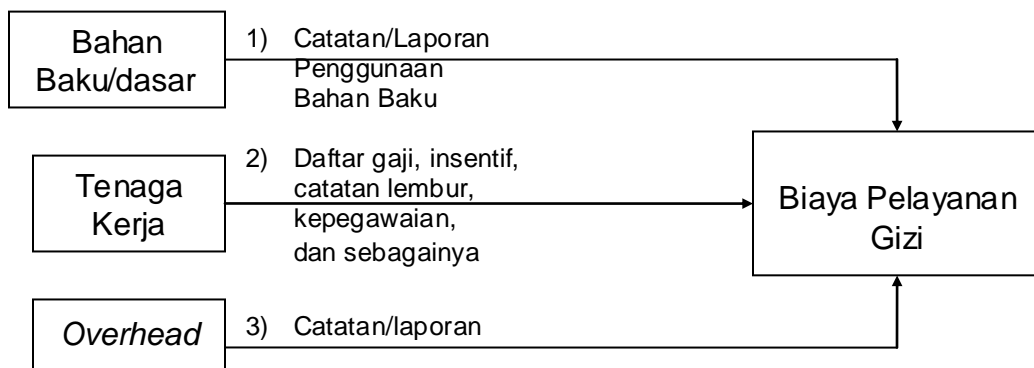 Bahan
Baku/dasar
1) Catatan/Laporan
Penggunaan
Bahan Baku
Tenaga
Kerja
2) Daftar gaji, insentif,
catatan lembur,
kepegawaian,
dan sebagainya
Biaya Pelayanan
Gizi
Overhead
3) Catatan/laporan